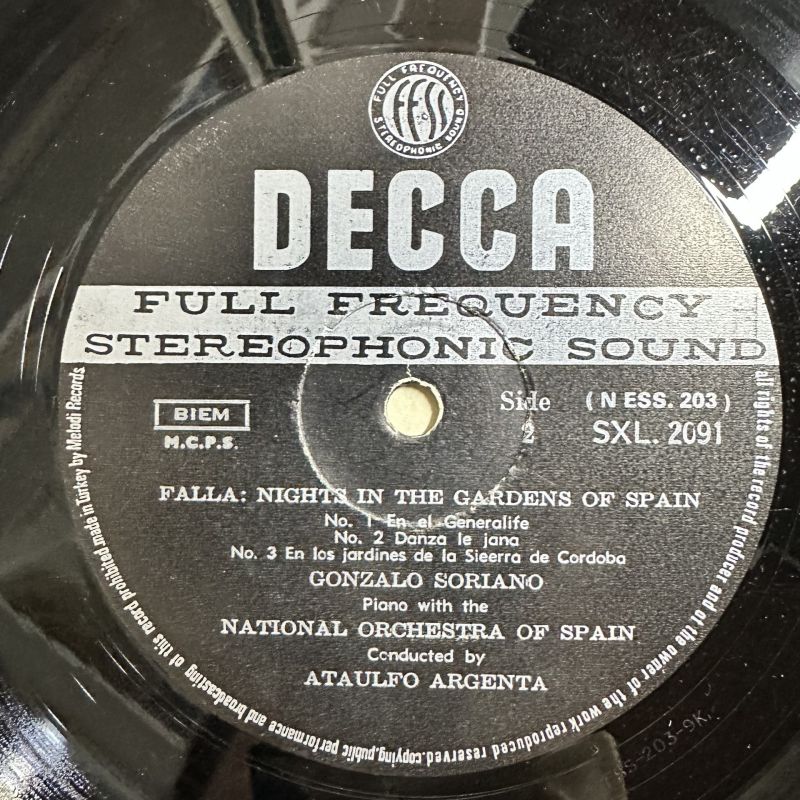 FULL FREQUENCY
FFSS
STEREOPHONIC SOUND
DECCA
FULL FREQUENCY
STEREOPHONIC SOUND
BIEM
M.C.P.S.
Side
2
(N ESS. 203)
SXL. 2091
FALLA: NIGHTS IN THE GARDENS OF SPAIN
No. 1 En el Generalife
No. 2 Danza le jana
No. 3 En los jardines de la Sieerra de Cordoba
GONZALO SORIANO
Piano with the
NATIONAL ORCHESTRA OF SPAIN
Conducted by
ATAULFO ARGENTA
all rights of the record producer and of the owner of the work reproduced reserved.copying,public performance and broadcasting of this record prohibited made in Turkey by Melodi Records
S-203-9K.